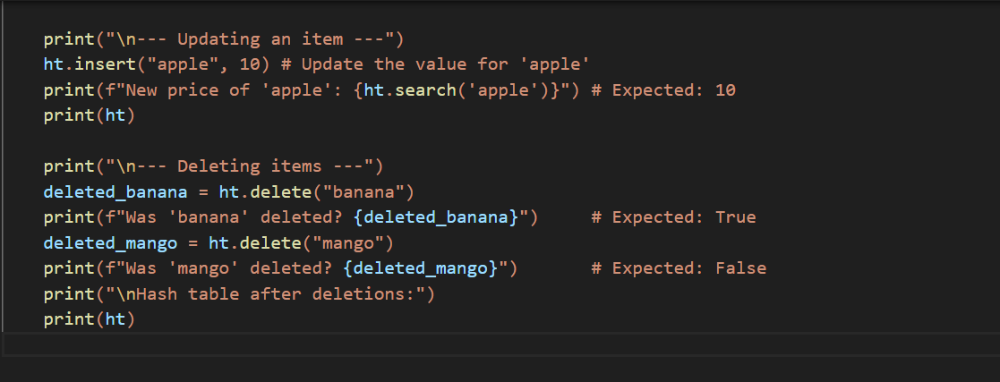 print("\n--- Updating an item ---")
ht.insert("apple", 10) # Update the value for 'apple'
print(f"New price of 'apple': {ht.search('apple')}") # Expected: 10
print(ht)
print("\n--- Deleting items ---")
deleted_banana = ht.delete("banana")
print(f"Was 'banana' deleted? {deleted_banana}")     # Expected: True
deleted_mango = ht.delete("mango")
print(f"Was 'mango' deleted? {deleted_mango}")       # Expected: False
print("\nHash table after deletions:")
print(ht)